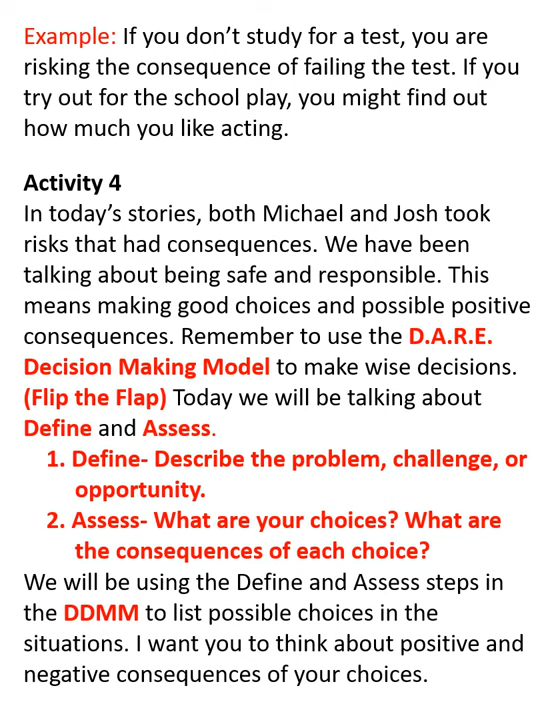 Example: If you don’t study for a test, you are
risking the consequence of failing the test. If you
try out for the school play, you might find out
how much you like acting.
Activity 4
In today’s stories, both Michael and Josh took
risks that had consequences. We have been
talking about being safe and responsible. This
means making good choices and possible positive
consequences. Remember to use the D.A.R.E.
Decision Making Model to make wise decisions.
(Flip the Flap) Today we will be talking about
Define and Assess.
1. Define- Describe the problem, challenge, or
opportunity.
2. Assess- What are your choices? What are
the consequences of each choice?
We will be using the Define and Assess steps in
the DDMM to list possible choices in the
situations. I want you to think about positive and
negative consequences of your choices.